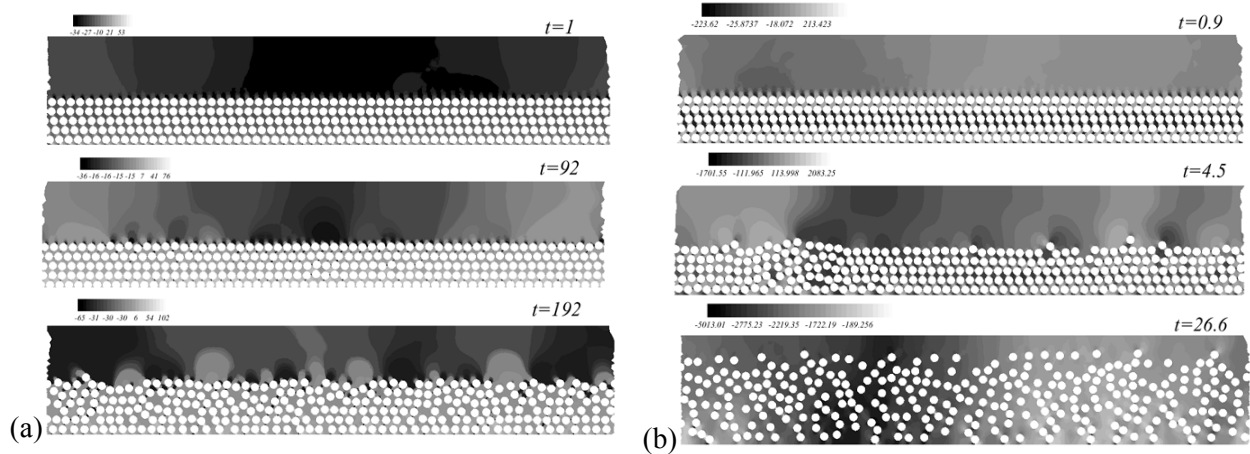 t=1
-34 -27 -10 21 53
t=92
-36 -16 -16 -15 -15 7 41 76
t=192
-65 -31 -30 -30 6 54 102
(a)
t=0.9
-223.62 -25.8737 -18.072 213.423
t=4.5
-1701.55 -111.965 113.998 2083.25
t=26.6
-5013.01 -2775.23 -2219.35 -1722.19 -189.256
(b)